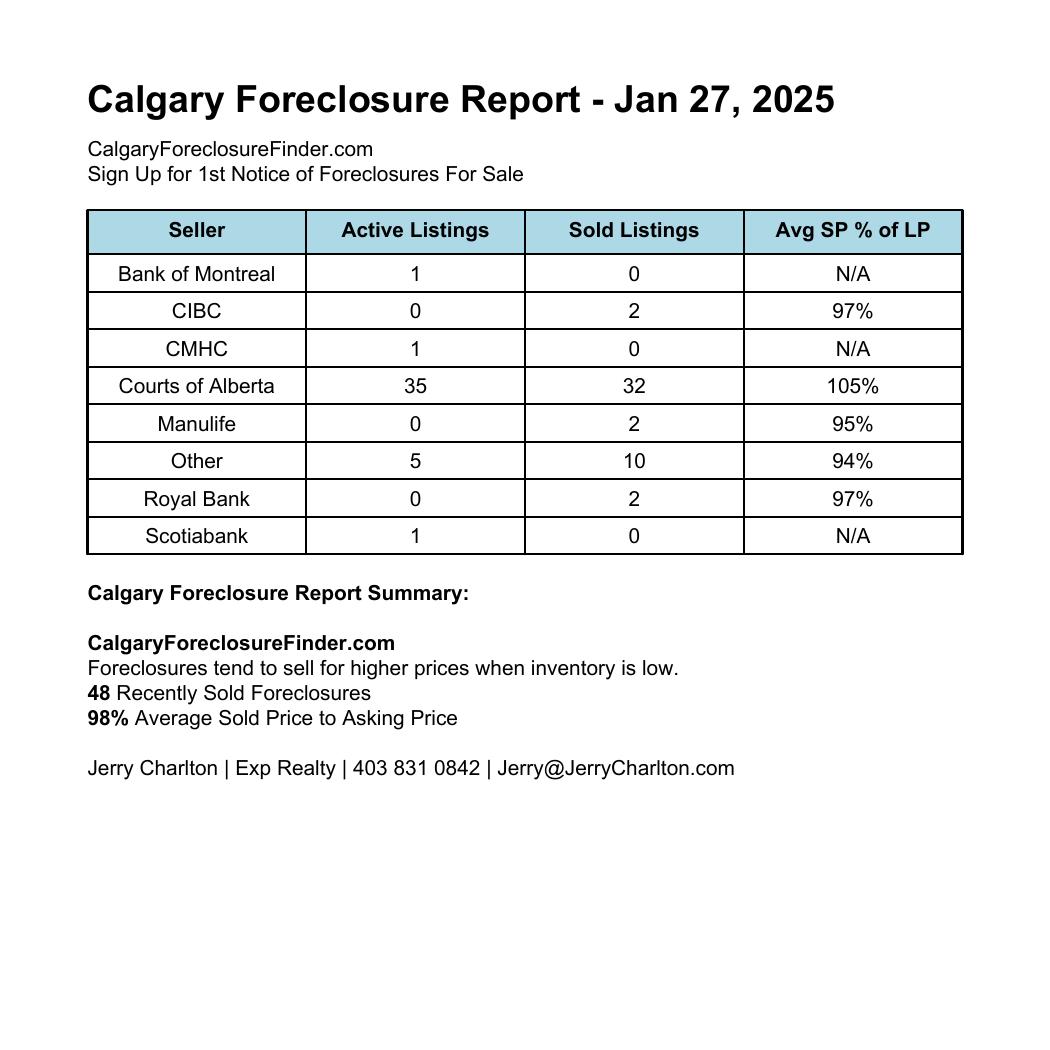 Calgary Foreclosure Report - Jan 27, 2025
CalgaryForeclosureFinder.com
Sign Up for 1st Notice of Foreclosures For Sale
Seller Active Listings Sold Listings Avg SP % of LP
Bank of Montreal 1 0 N/A
CIBC 0 2 97%
CMHC 1 0 N/A
Courts of Alberta 35 32 105%
Manulife 0 2 95%
Other 5 10 94%
Royal Bank 0 2 97%
Scotiabank 1 0 N/A
Calgary Foreclosure Report Summary:
CalgaryForeclosureFinder.com
Foreclosures tend to sell for higher prices when inventory is low.
48 Recently Sold Foreclosures
98% Average Sold Price to Asking Price
Jerry Charlton | Exp Realty | 403 831 0842 | Jerry@JerryCharlton.com